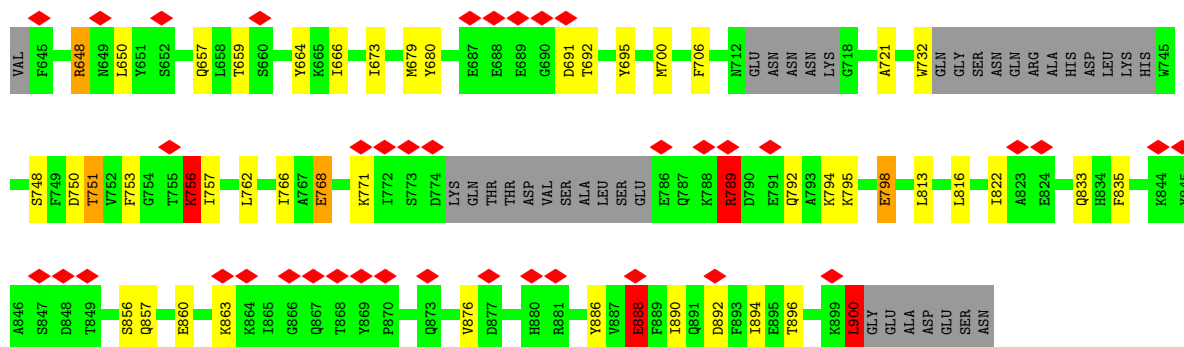 VAL F645 R648 N649 L650 Y651 S652 Q657 L658 T659 S660 Y664 K665 I666 I673 M679 Y680 E687 E688 E689 G690 D691 T692 Y695 M700 F706 N712 GLU ASN ASN ASN LYS G718 A721 W732 GLN GLY SER ASN GLN ARG ALA HIS ASP LEU LYS HIS W745
S748 F749 D750 T751 V752 F753 G754 T755 K756 I757 L762 I766 A767 E768 K771 I772 S773 D774 LYS GLN THR THR ASP VAL SER ALA LEU SER GLU E786 Q787 K788 R789 D790 E791 Q792 A793 K794 K795 E798 L813 L816 I822 A823 E824 Q833 H834 F835 K844
A846 S847 D848 T849 S856 Q857 E860 K863 K864 I865 G866 Q867 T868 Y869 P870 Q873 V876 D877 H880 R881 Y886 V887 E888 F889 I890 Q891 D892 F893 I894 E895 T896 K899 L900 GLY GLU ALA ASP GLU SER ASN